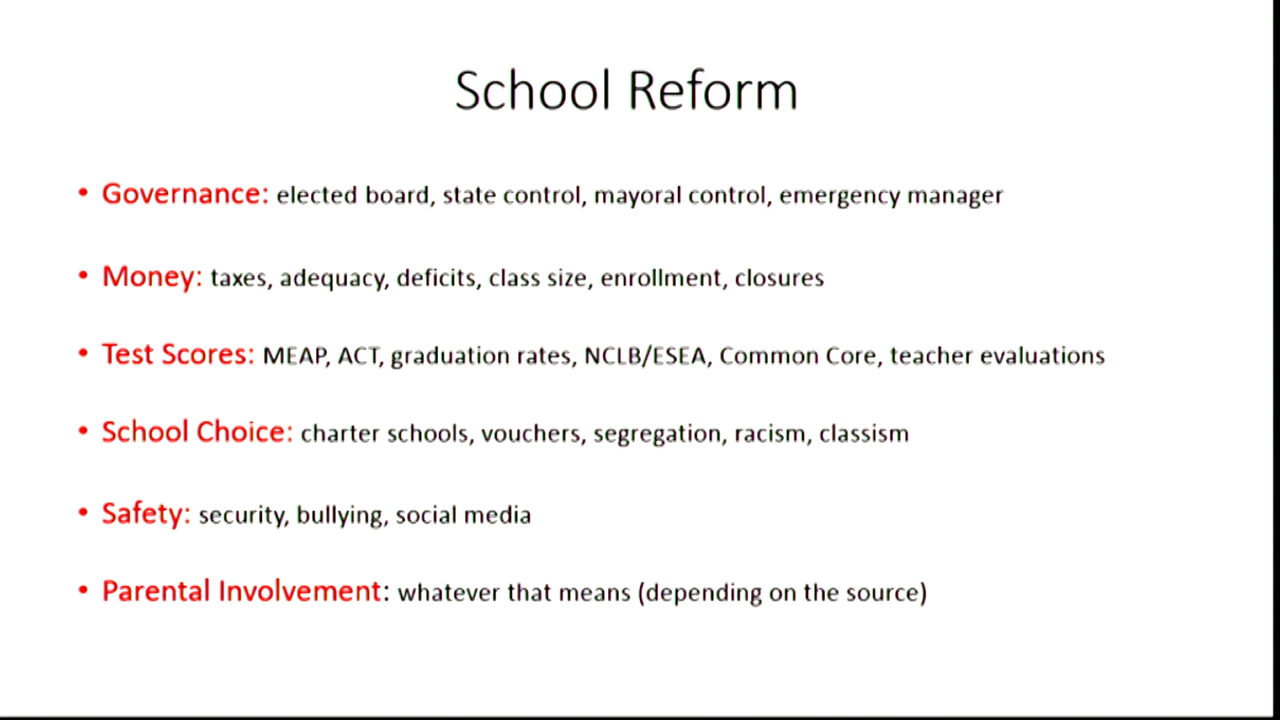 School Reform
• Governance: elected board, state control, mayoral control, emergency manager
• Money: taxes, adequacy, deficits, class size, enrollment, closures
• Test Scores: MEAP, ACT, graduation rates, NCLB/ESEA, Common Core, teacher evaluations
• School Choice: charter schools, vouchers, segregation, racism, classism
• Safety: security, bullying, social media
• Parental Involvement: whatever that means (depending on the source)